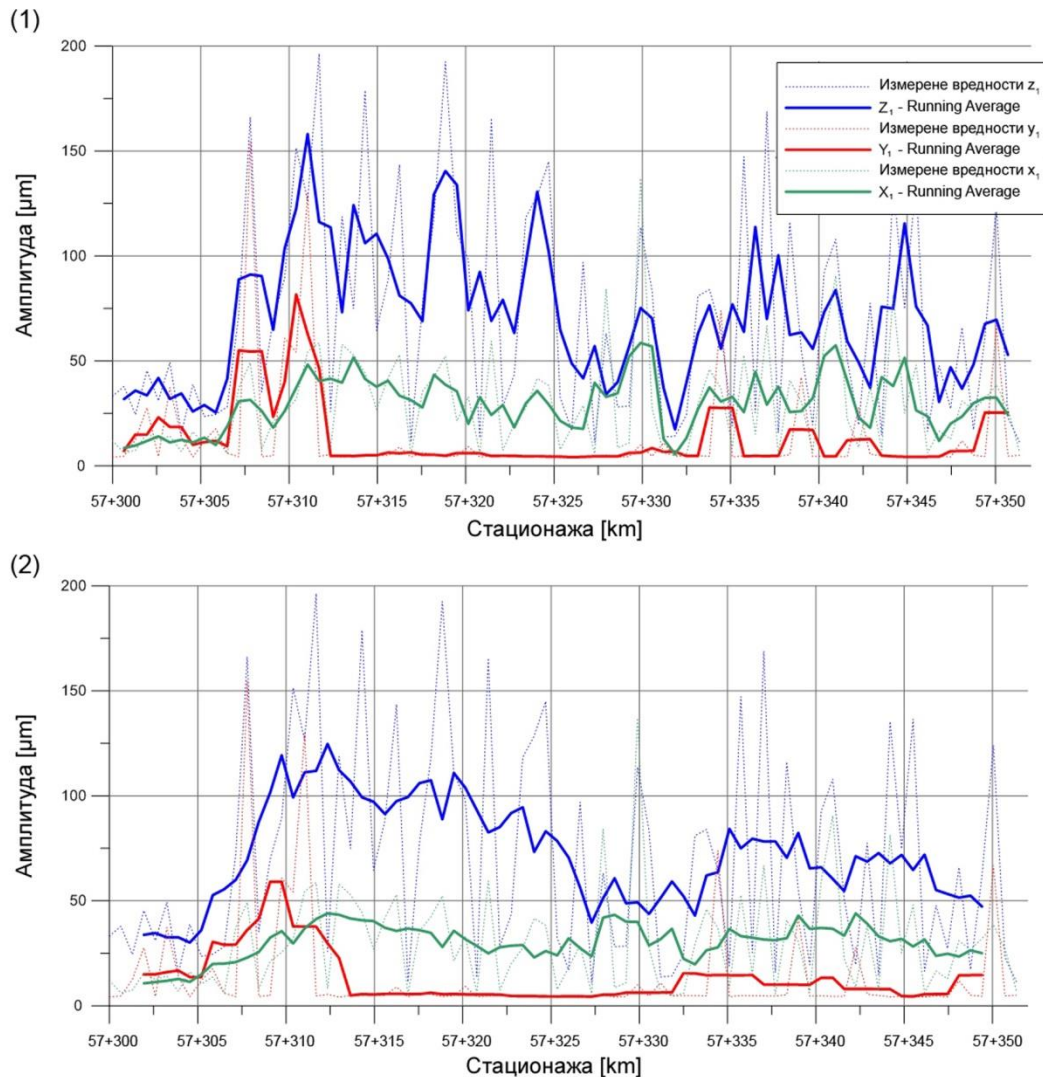 (1)
Амплитуда [μm]
200
150
100
50
0
Измерене вредности z₁
Z₁ - Running Average
Измерене вредности y₁
Y₁ - Running Average
Измерене вредности x₁
X₁ - Running Average
57+300 57+305 57+310 57+315 57+320 57+325 57+330 57+335 57+340 57+345 57+350
Стационажа [km]
(2)
Амплитуда [μm]
200
150
100
50
0
57+300 57+305 57+310 57+315 57+320 57+325 57+330 57+335 57+340 57+345 57+350
Стационажа [km]